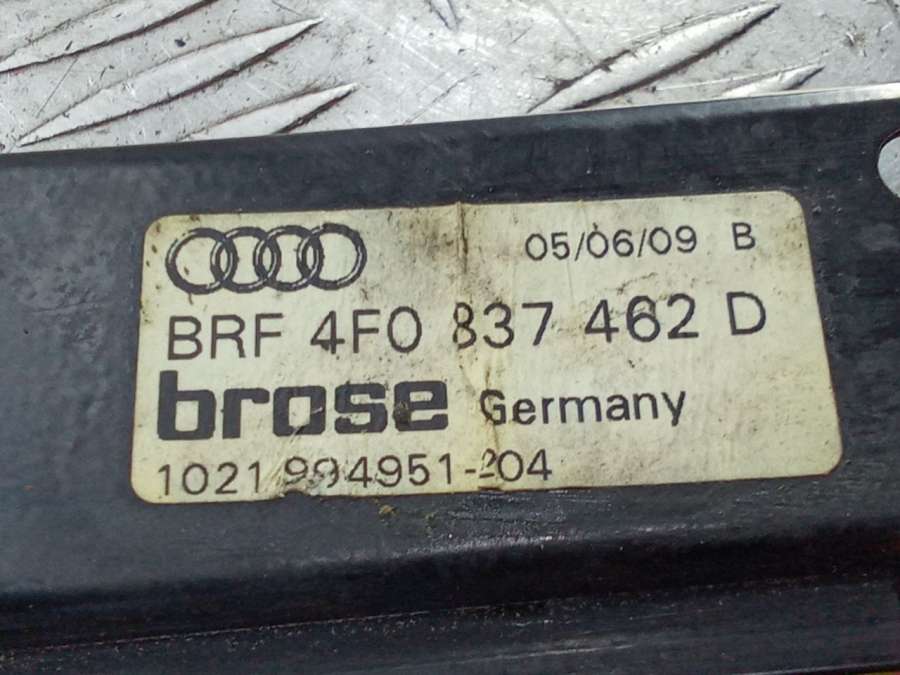 05/06/09 B
BRF 4F0 837 462 D
brose Germany
1021 994951-204